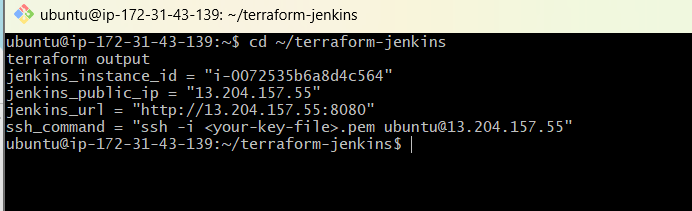 ubuntu@ip-172-31-43-139: ~/terraform-jenkins
ubuntu@ip-172-31-43-139:~$ cd ~/terraform-jenkins
terraform output
jenkins_instance_id = "i-0072535b6a8d4c564"
jenkins_public_ip = "13.204.157.55"
jenkins_url = "http://13.204.157.55:8080"
ssh_command = "ssh -i <your-key-file>.pem ubuntu@13.204.157.55"
ubuntu@ip-172-31-43-139:~/terraform-jenkins$